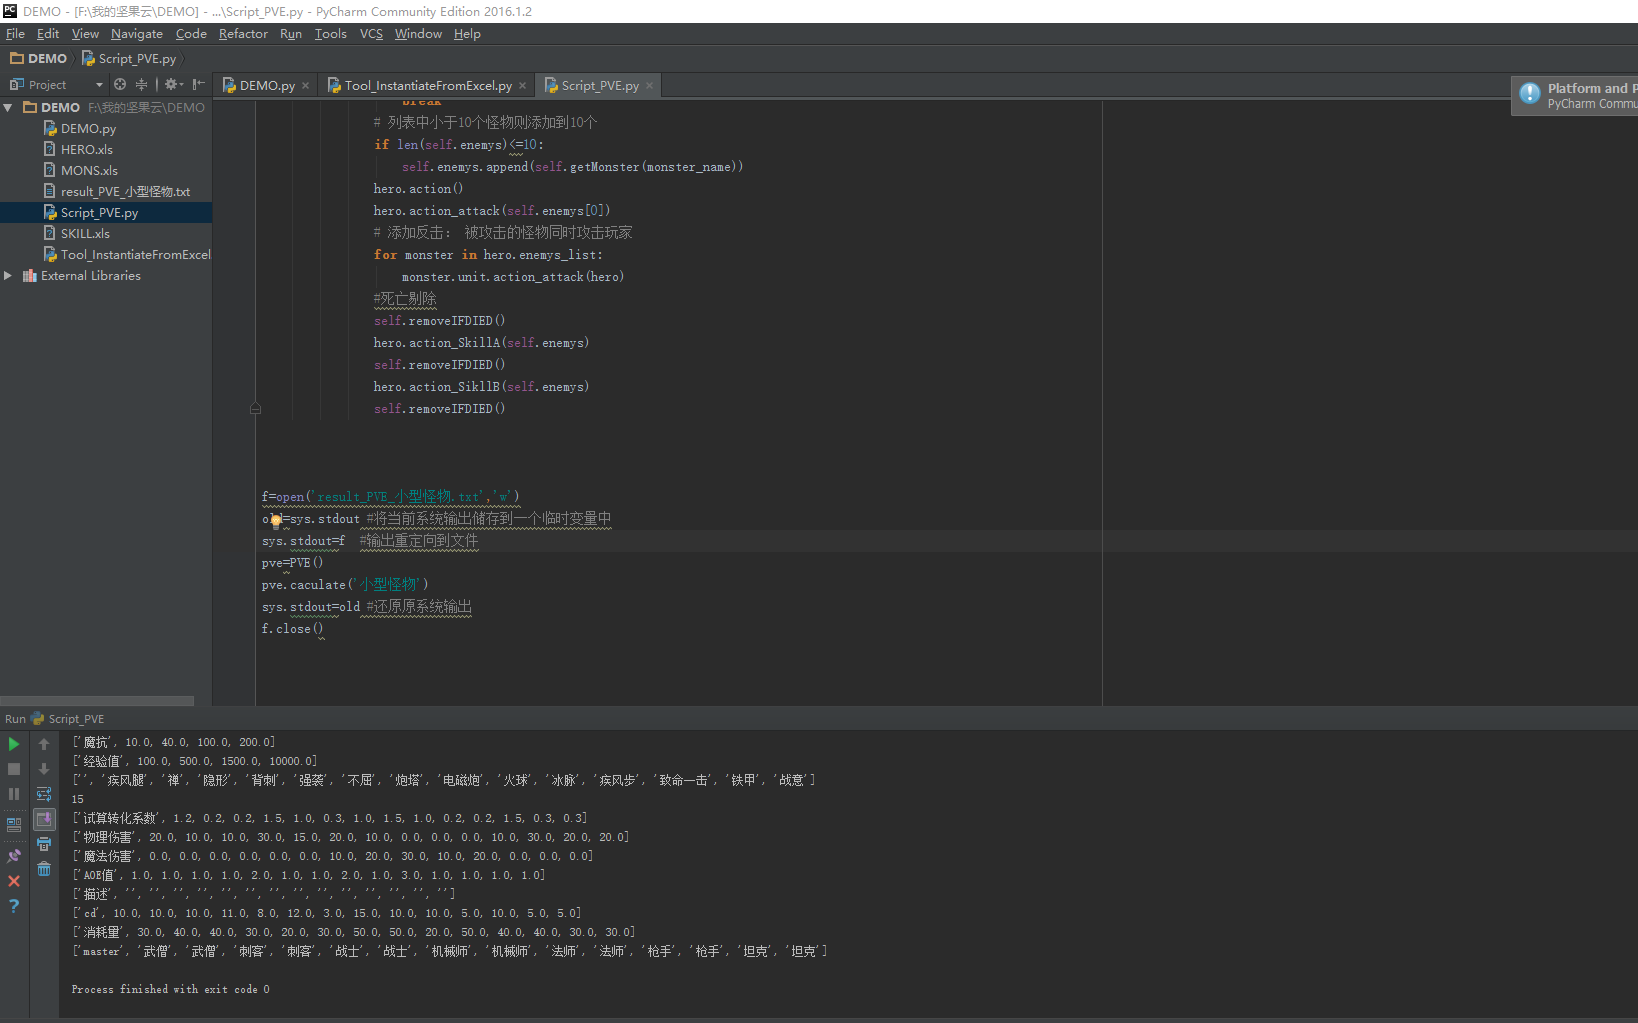 DEMO - [F:\我的坚果云\DEMO] - ...\Script_PVE.py - PyCharm Community Edition 2016.1.2
File Edit View Navigate Code Refactor Run Tools VCS Window Help
DEMO Script_PVE.py
Project
DEMO.py Tool_InstantiateFromExcel.py Script_PVE.py
Platform and P
PyCharm Commu
DEMO F:\我的坚果云\DEMO
DEMO.py
HERO.xls
MONS.xls
result_PVE_小型怪物.txt
Script_PVE.py
SKILL.xls
Tool_InstantiateFromExcel
External Libraries
break
# 列表中小于10个怪物则添加到10个
if len(self.enemys)<=10:
self.enemys.append(self.getMonster(monster_name))
hero.action()
hero.action_attack(self.enemys[0])
# 添加反击: 被攻击的怪物同时攻击玩家
for monster in hero.enemys_list:
monster.unit.action_attack(hero)
#死亡剔除
self.removeIFDIED()
hero.action_SkillA(self.enemys)
self.removeIFDIED()
hero.action_SikllB(self.enemys)
self.removeIFDIED()
f=open('result_PVE_小型怪物.txt','w')
old=sys.stdout #将当前系统输出储存到一个临时变量中
sys.stdout=f #输出重定向到文件
pve=PVE()
pve.caculate('小型怪物')
sys.stdout=old #还原原系统输出
f.close()
Run Script_PVE
['魔抗', 10.0, 40.0, 100.0, 200.0]
['经验值', 100.0, 500.0, 1500.0, 10000.0]
['', '疾风腿', '禅', '隐形', '背刺', '强袭', '不屈', '炮塔', '电磁炮', '火球', '冰脉', '疾风步', '致命一击', '铁甲', '战意']
15
['试算转化系数', 1.2, 0.2, 0.2, 1.5, 1.0, 0.3, 1.0, 1.5, 1.0, 0.2, 0.2, 1.5, 0.3, 0.3]
['物理伤害', 20.0, 10.0, 10.0, 30.0, 15.0, 20.0, 10.0, 0.0, 0.0, 0.0, 10.0, 30.0, 20.0, 20.0]
['魔法伤害', 0.0, 0.0, 0.0, 0.0, 0.0, 0.0, 10.0, 20.0, 30.0, 10.0, 20.0, 0.0, 0.0, 0.0]
['AOE值', 1.0, 1.0, 1.0, 1.0, 2.0, 1.0, 1.0, 2.0, 1.0, 3.0, 1.0, 1.0, 1.0, 1.0]
['描述', '', '', '', '', '', '', '', '', '', '', '', '', '', '']
['cd', 10.0, 10.0, 10.0, 11.0, 8.0, 12.0, 3.0, 15.0, 10.0, 10.0, 5.0, 10.0, 5.0, 5.0]
['消耗量', 30.0, 40.0, 40.0, 30.0, 20.0, 30.0, 50.0, 50.0, 20.0, 50.0, 40.0, 40.0, 30.0, 30.0]
['master', '武僧', '武僧', '刺客', '刺客', '战士', '战士', '机械师', '机械师', '法师', '法师', '枪手', '枪手', '坦克', '坦克']
Process finished with exit code 0